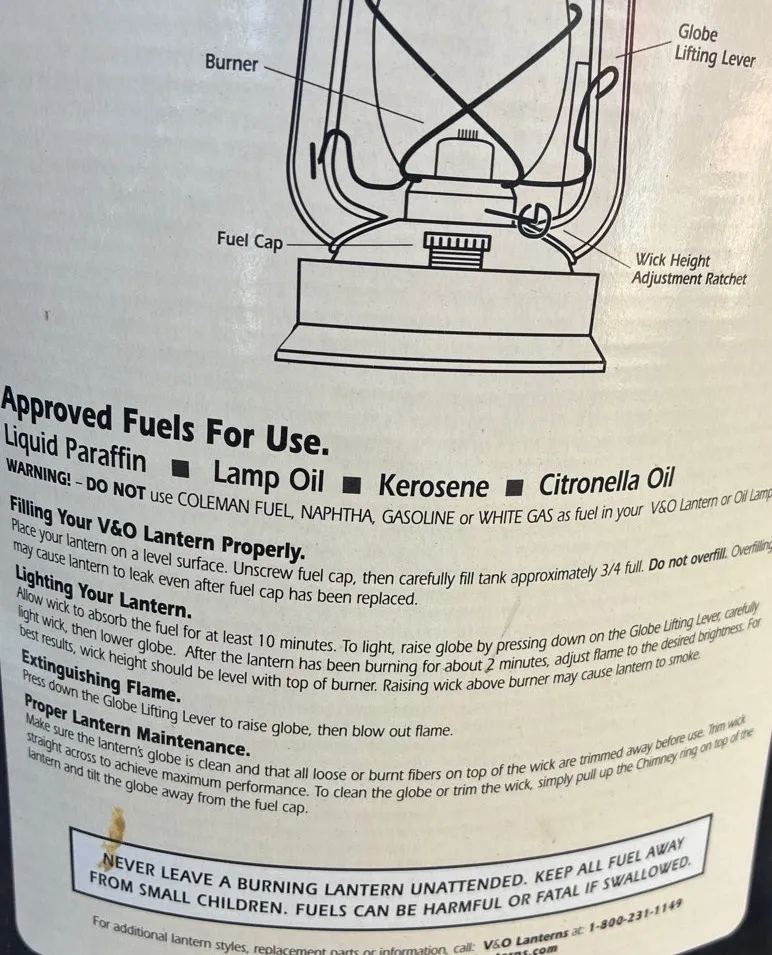 Globe
Lifting Lever
Burner
Fuel Cap
Wick Height
Adjustment Ratchet
Approved Fuels For Use.
Liquid Paraffin ■ Lamp Oil ■ Kerosene ■ Citronella Oil
WARNING! – DO NOT use COLEMAN FUEL, NAPHTHA, GASOLINE or WHITE GAS as fuel in your V&O Lantern or Oil Lamp
Filling Your V&O Lantern Properly.
Place your lantern on a level surface. Unscrew fuel cap, then carefully fill tank approximately 3/4 full. Do not overfill. Overfilling
may cause lantern to leak even after fuel cap has been replaced.
Lighting Your Lantern.
Allow wick to absorb the fuel for at least 10 minutes. To light, raise globe by pressing down on the Globe Lifting Lever, carefully
light wick, then lower globe. After the lantern has been burning for about 2 minutes, adjust flame to the desired brightness. For
best results, wick height should be level with top of burner. Raising wick above burner may cause lantern to smoke.
Extinguishing Flame.
Press down the Globe Lifting Lever to raise globe, then blow out flame.
Proper Lantern Maintenance.
Make sure the lantern's globe is clean and that all loose or burnt fibers on top of the wick are trimmed away before use. Trim wick
straight across to achieve maximum performance. To clean the globe or trim the wick, simply pull up the Chimney ring on top of the
lantern and tilt the globe away from the fuel cap.
NEVER LEAVE A BURNING LANTERN UNATTENDED. KEEP ALL FUEL AWAY
FROM SMALL CHILDREN. FUELS CAN BE HARMFUL OR FATAL IF SWALLOWED.
For additional lantern styles, replacement parts or information, call: V&O Lanterns at: 1-800-231-1149